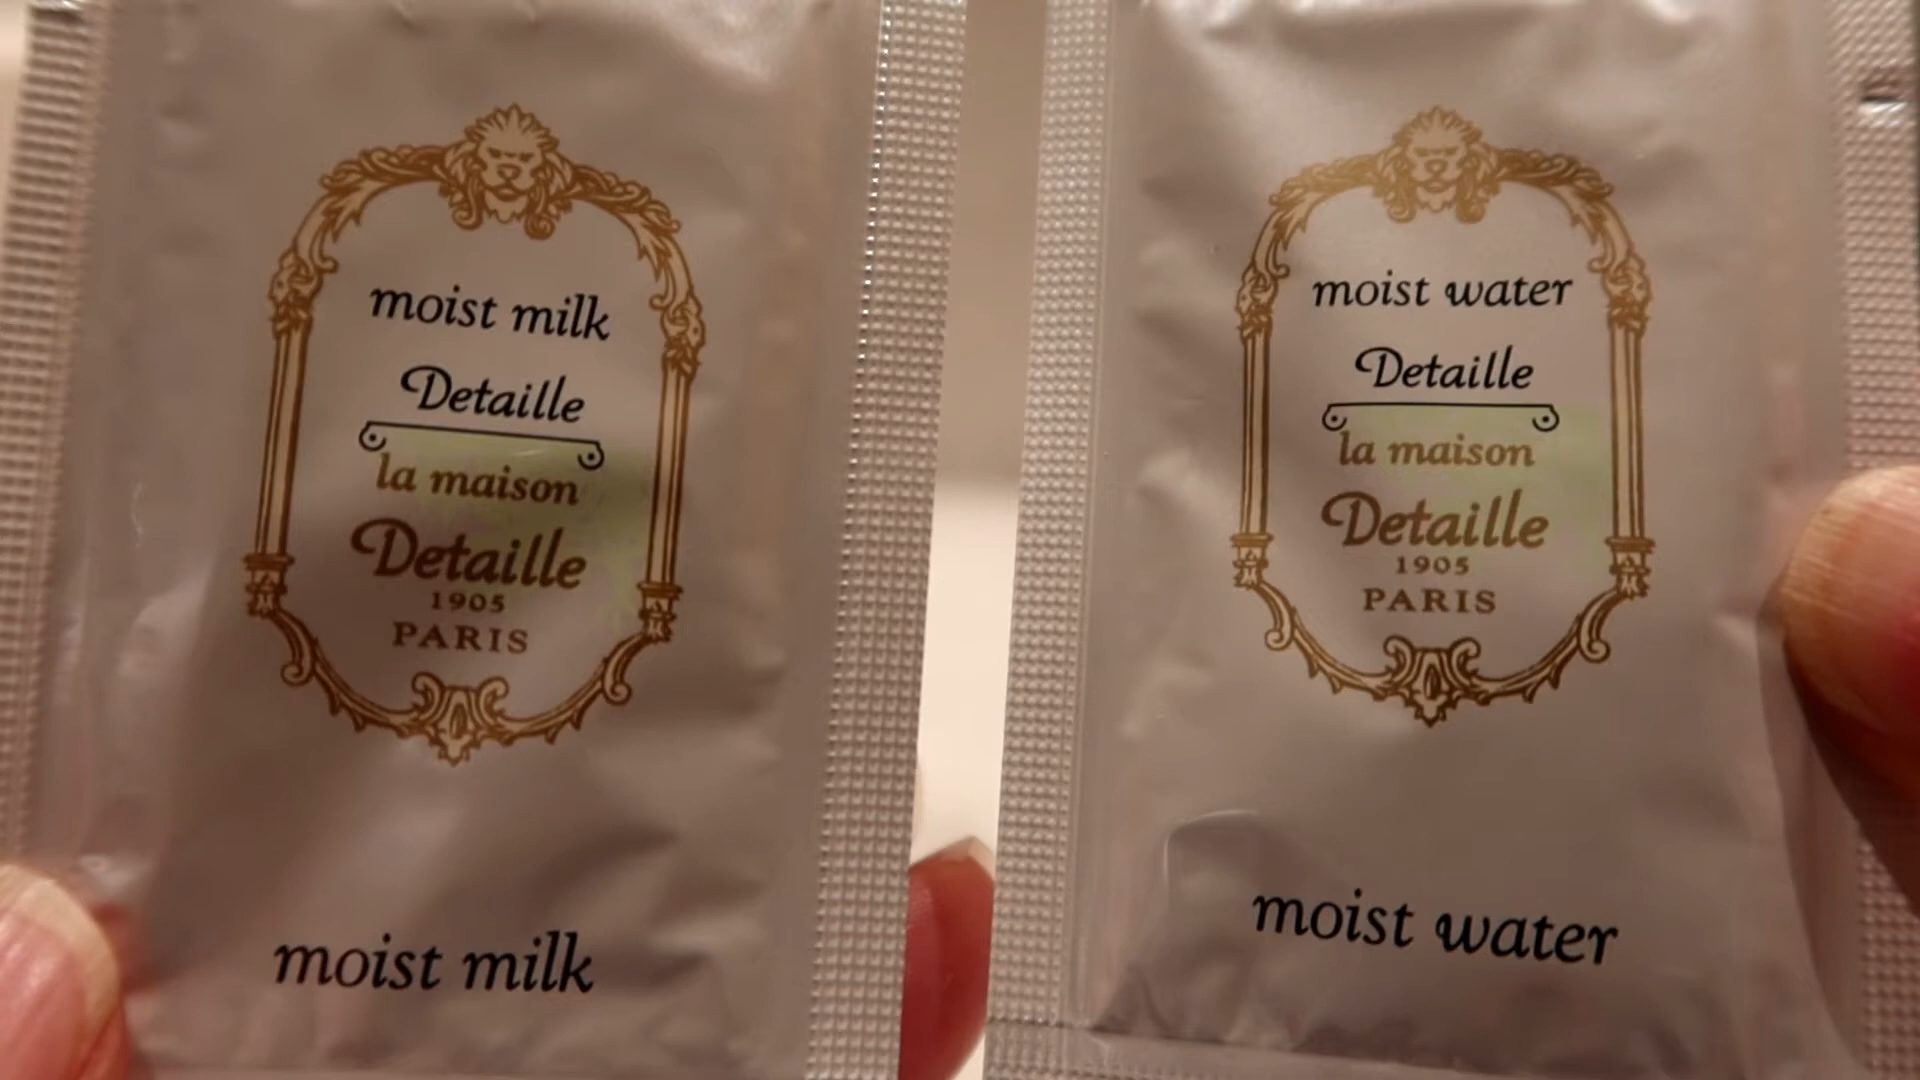 moist milk
Detaille
la maison
Detaille
1905
PARIS
moist milk
moist water
Detaille
la maison
Detaille
1905
PARIS
moist water